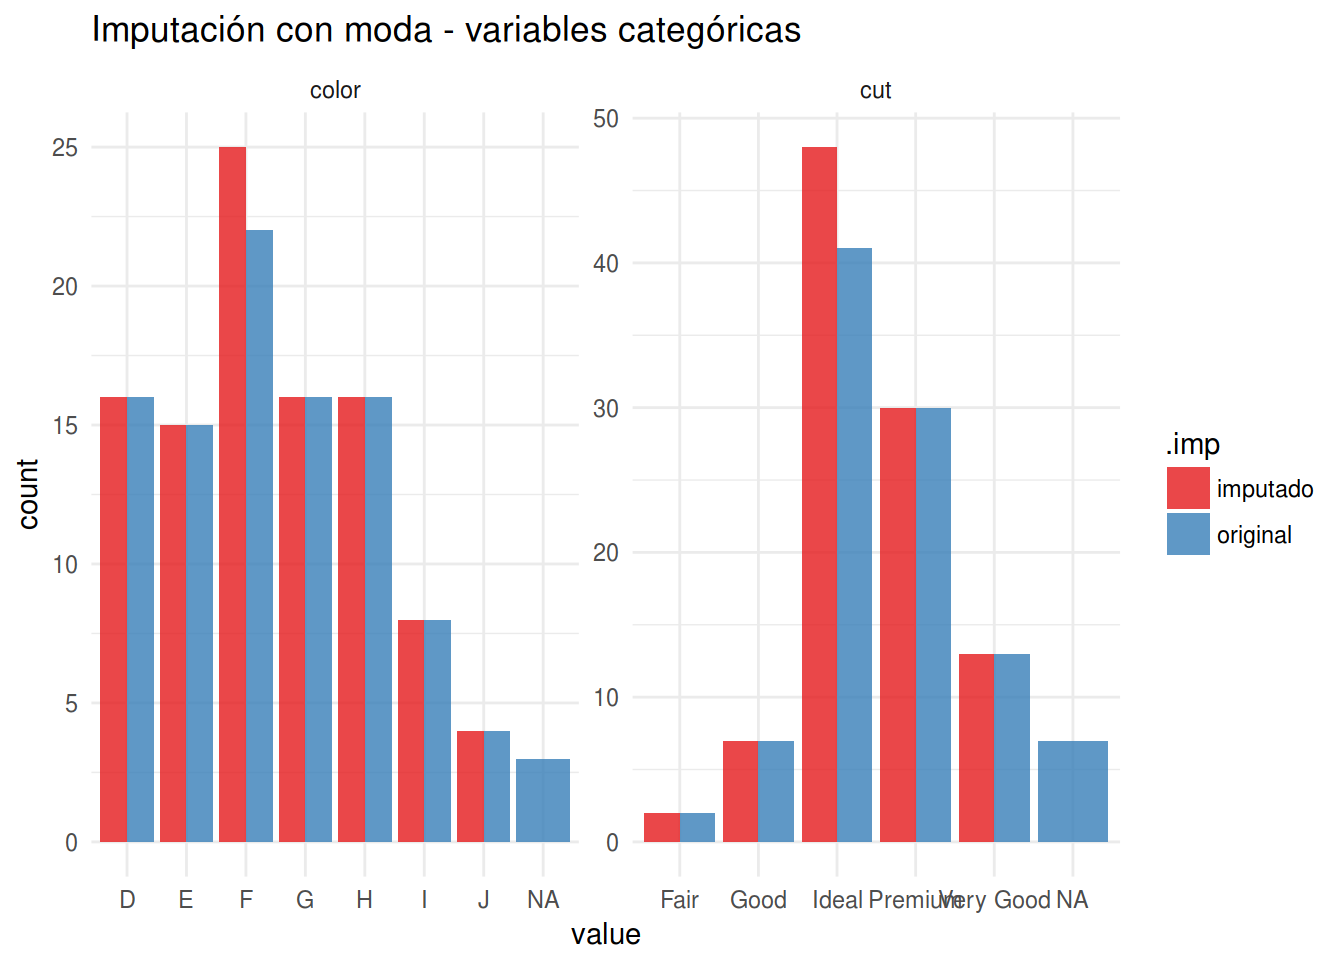 Imputación con moda - variables categóricas
color
cut
25
20
15
10
5
0
50
40
30
20
10
0
count
D E F G H I J NA
Fair Good Ideal Premium Very Good NA
value
.imp
imputado
original